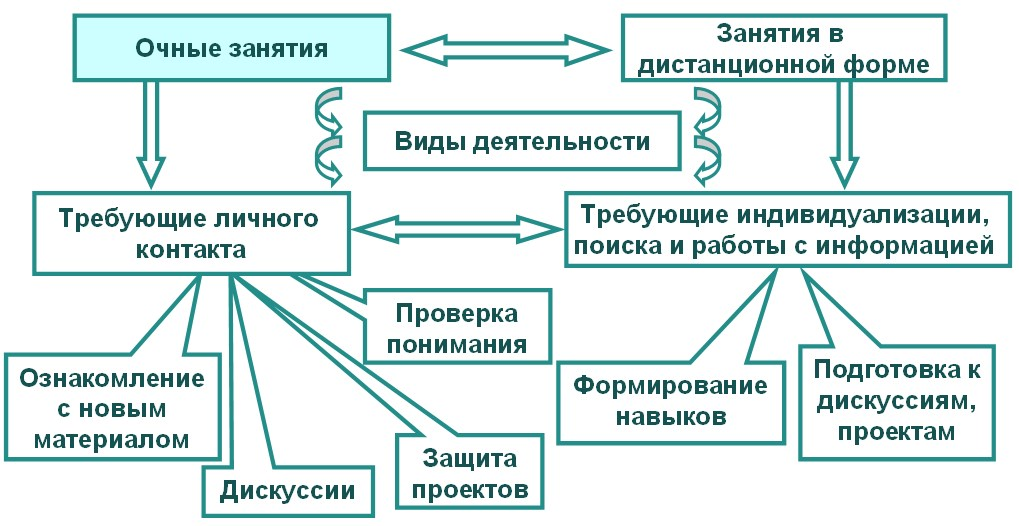 Очные занятия
Занятия в
дистанционной форме
Виды деятельности
Требующие личного
контакта
Требующие индивидуализации,
поиска и работы с информацией
Проверка
понимания
Ознакомление
с новым
материалом
Дискуссии
Защита
проектов
Формирование
навыков
Подготовка к
дискуссиям,
проектам